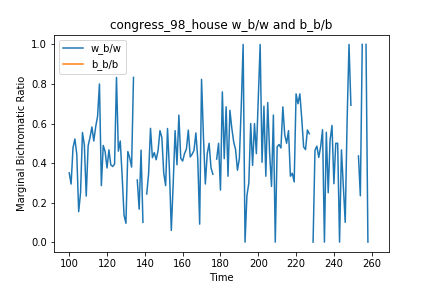 congress_98_house w_b/w and b_b/b
w_b/w
b_b/b
Marginal Bichromatic Ratio
1.0
0.8
0.6
0.4
0.2
0.0
100 120 140 160 180 200 220 240 260
Time